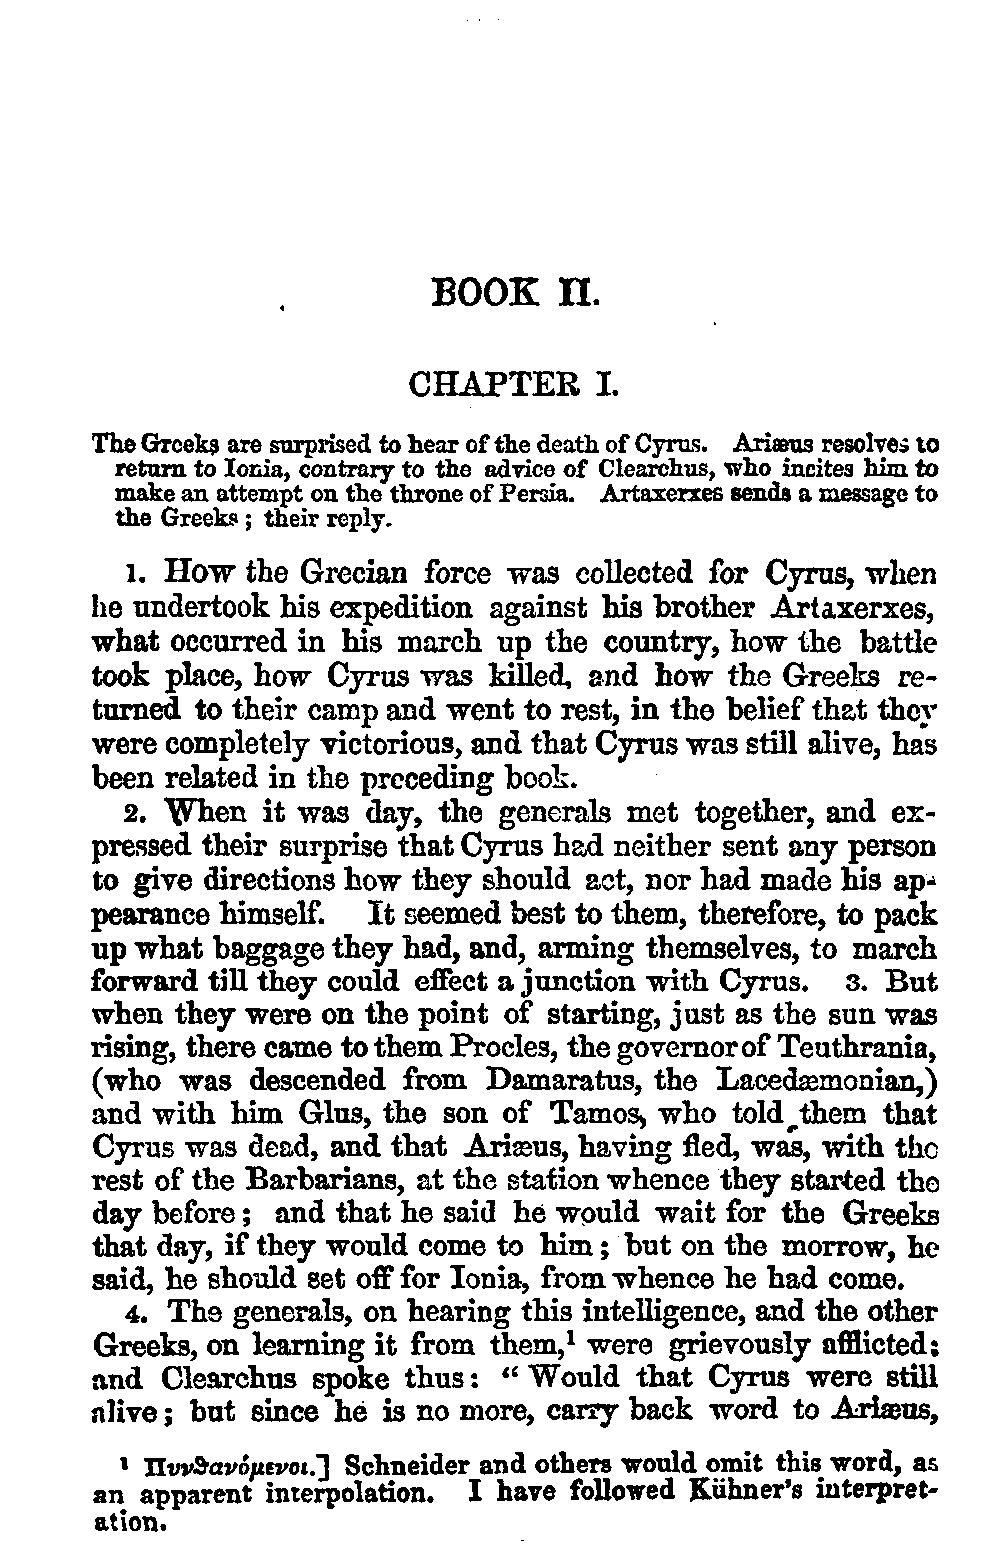 BOOK II.
CHAPTER I.
The Greeks are surprised to hear of the death of Cyrus. Ariæus resolves to
return to Ionia, contrary to the advice of Clearchus, who incites him to
make an attempt on the throne of Persia. Artaxerxes sends a message to
the Greeks; their reply.
1. How the Grecian force was collected for Cyrus, when
he undertook his expedition against his brother Artaxerxes,
what occurred in his march up the country, how the battle
took place, how Cyrus was killed, and how the Greeks re-
turned to their camp and went to rest, in the belief that they
were completely victorious, and that Cyrus was still alive, has
been related in the preceding book.
2. When it was day, the generals met together, and ex-
pressed their surprise that Cyrus had neither sent any person
to give directions how they should act, nor had made his ap-
pearance himself. It seemed best to them, therefore, to pack
up what baggage they had, and, arming themselves, to march
forward till they could effect a junction with Cyrus. 3. But
when they were on the point of starting, just as the sun was
rising, there came to them Procles, the governor of Teuthrania,
(who was descended from Damaratus, the Lacedæmonian,)
and with him Glus, the son of Tamos, who told them that
Cyrus was dead, and that Ariæus, having fled, was, with the
rest of the Barbarians, at the station whence they started the
day before; and that he said he would wait for the Greeks
that day, if they would come to him; but on the morrow, he
said, he should set off for Ionia, from whence he had come.
4. The generals, on hearing this intelligence, and the other
Greeks, on learning it from them,¹ were grievously afflicted;
and Clearchus spoke thus: “Would that Cyrus were still
alive; but since he is no more, carry back word to Ariæus,
¹ Πυνϑανόμενοι.] Schneider and others would omit this word, as
an apparent interpolation. I have followed Kühner's interpret-
ation.